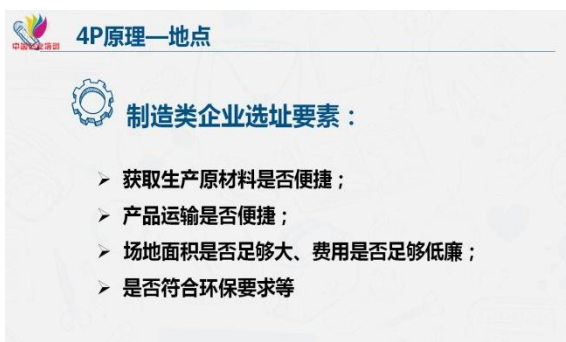 4P原理—地点
制造类企业选址要素：
➢ 获取生产原材料是否便捷；
➢ 产品运输是否便捷；
➢ 场地面积是否足够大、费用是否足够低廉；
➢ 是否符合环保要求等